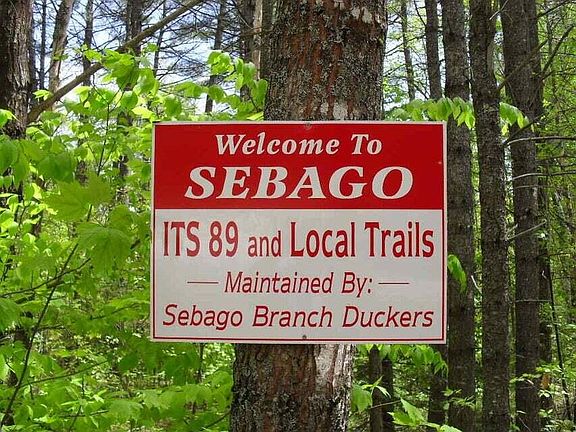 Welcome To
SEBAGO
ITS 89 and Local Trails
— Maintained By: —
Sebago Branch Duckers